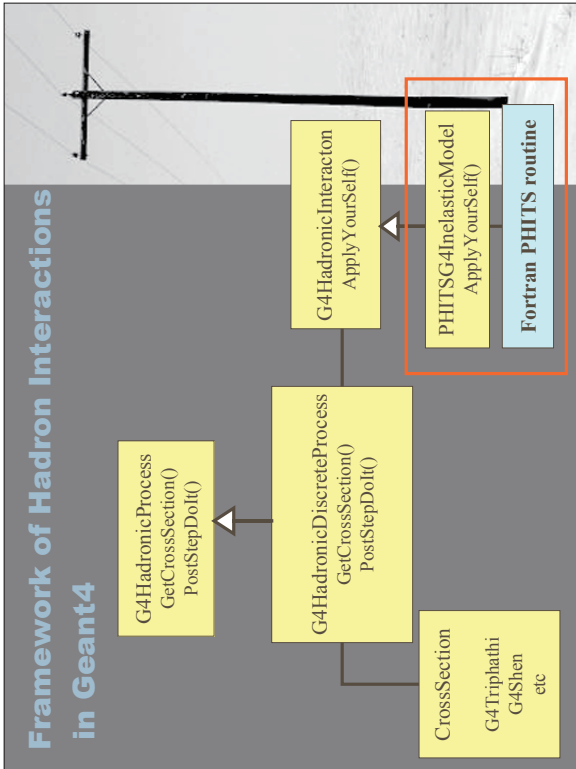 Framework of Hadron Interactions
in Geant4
G4HadronicProcess
GetCrossSection()
PostStepDoIt()
G4HadronicDiscreteProcess
GetCrossSection()
PostStepDoIt()
CrossSection
G4Triphathi
G4Shen
etc
G4HadronicInteracton
ApplyYourSelf()
PHITSG4InelasticModel
ApplyYourSelf()
Fortran PHITS routine